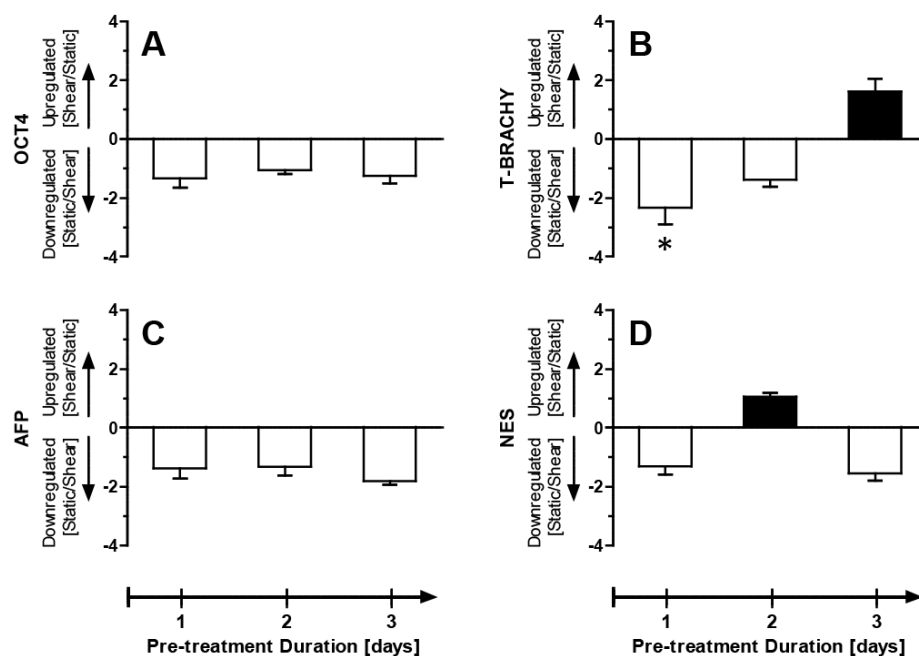 A
OCT4
Downregulated [Static/Shear]
Upregulated [Shear/Static]
4
2
0
-2
-4
B
T-BRACHY
Downregulated [Static/Shear]
Upregulated [Shear/Static]
4
2
0
-2
-4
*
C
AFP
Downregulated [Static/Shear]
Upregulated [Shear/Static]
4
2
0
-2
-4
D
NES
Downregulated [Static/Shear]
Upregulated [Shear/Static]
4
2
0
-2
-4
1 2 3
Pre-treatment Duration [days]
1 2 3
Pre-treatment Duration [days]